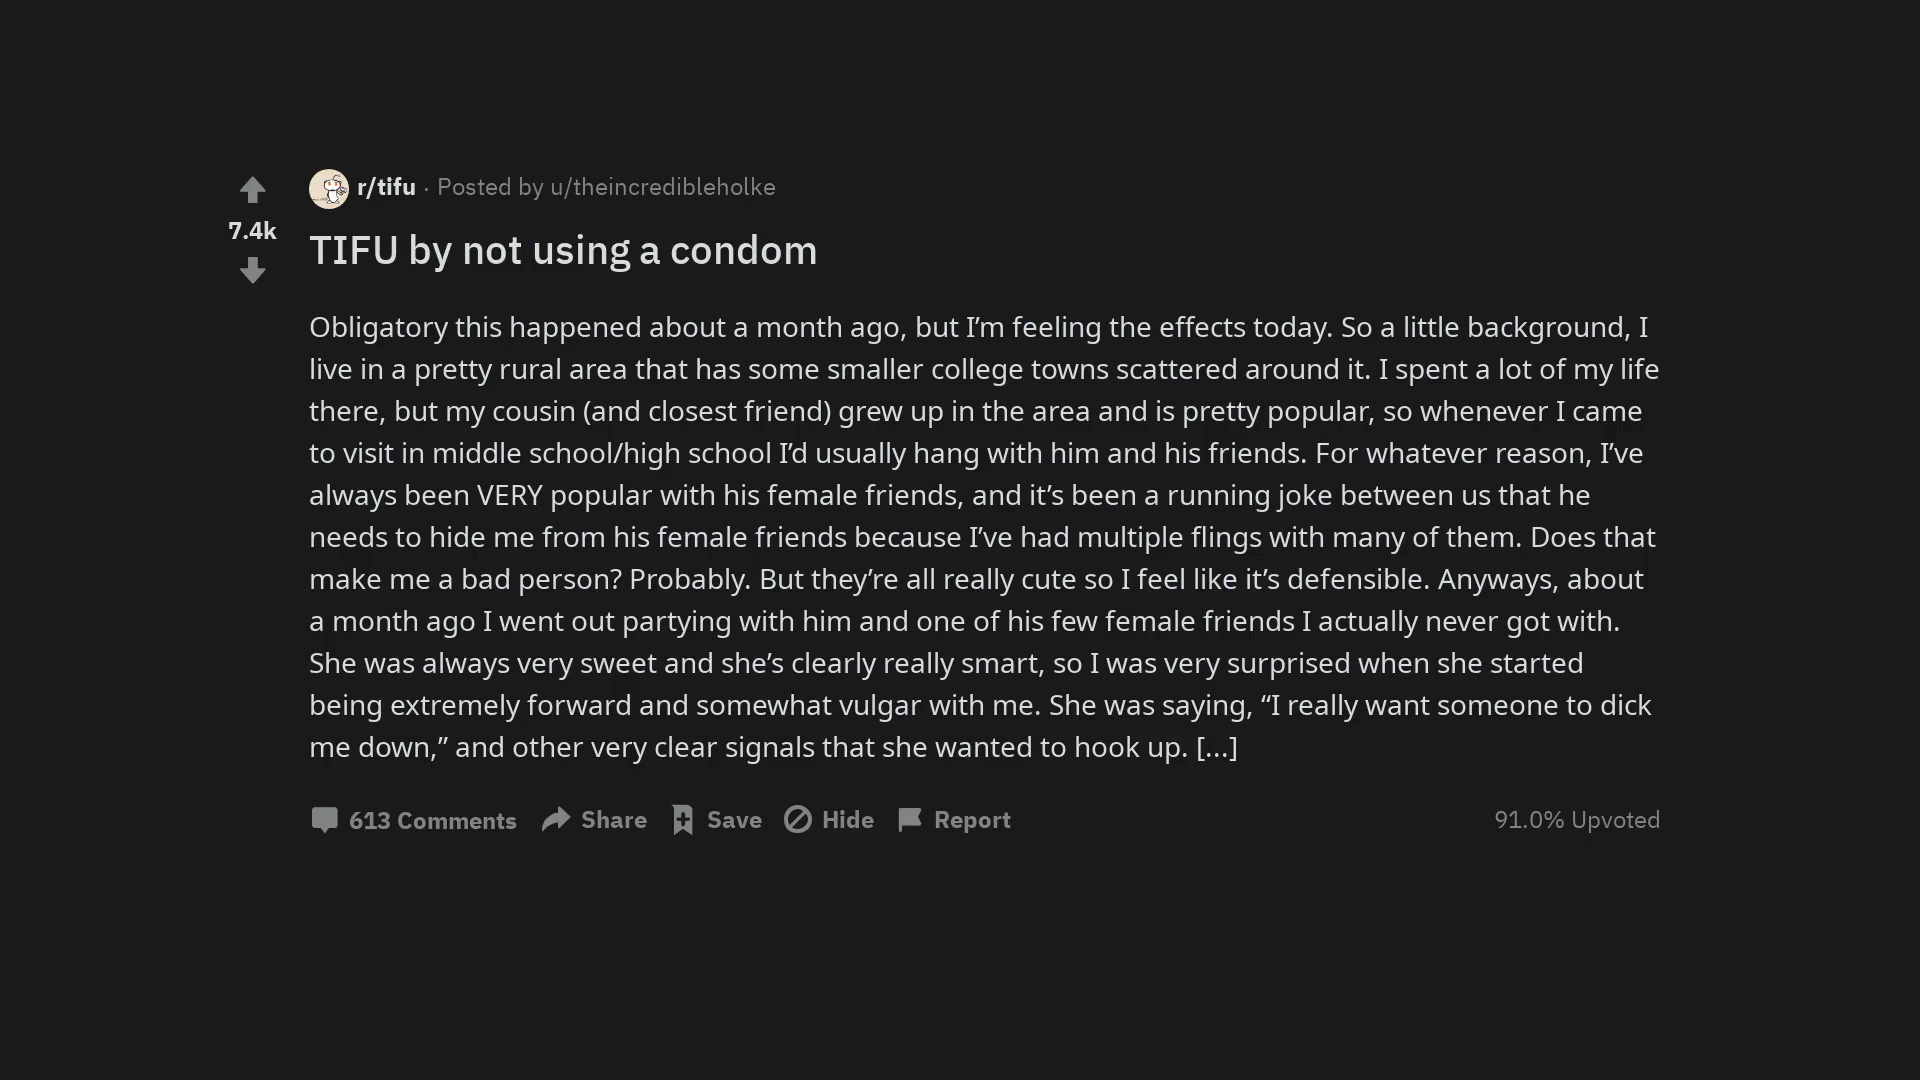 r/tifu · Posted by u/theincredibleholke
7.4k
TIFU by not using a condom
Obligatory this happened about a month ago, but I’m feeling the effects today. So a little background, I
live in a pretty rural area that has some smaller college towns scattered around it. I spent a lot of my life
there, but my cousin (and closest friend) grew up in the area and is pretty popular, so whenever I came
to visit in middle school/high school I’d usually hang with him and his friends. For whatever reason, I’ve
always been VERY popular with his female friends, and it’s been a running joke between us that he
needs to hide me from his female friends because I’ve had multiple flings with many of them. Does that
make me a bad person? Probably. But they’re all really cute so I feel like it’s defensible. Anyways, about
a month ago I went out partying with him and one of his few female friends I actually never got with.
She was always very sweet and she’s clearly really smart, so I was very surprised when she started
being extremely forward and somewhat vulgar with me. She was saying, “I really want someone to dick
me down,” and other very clear signals that she wanted to hook up. [...]
613 Comments Share Save Hide Report 91.0% Upvoted